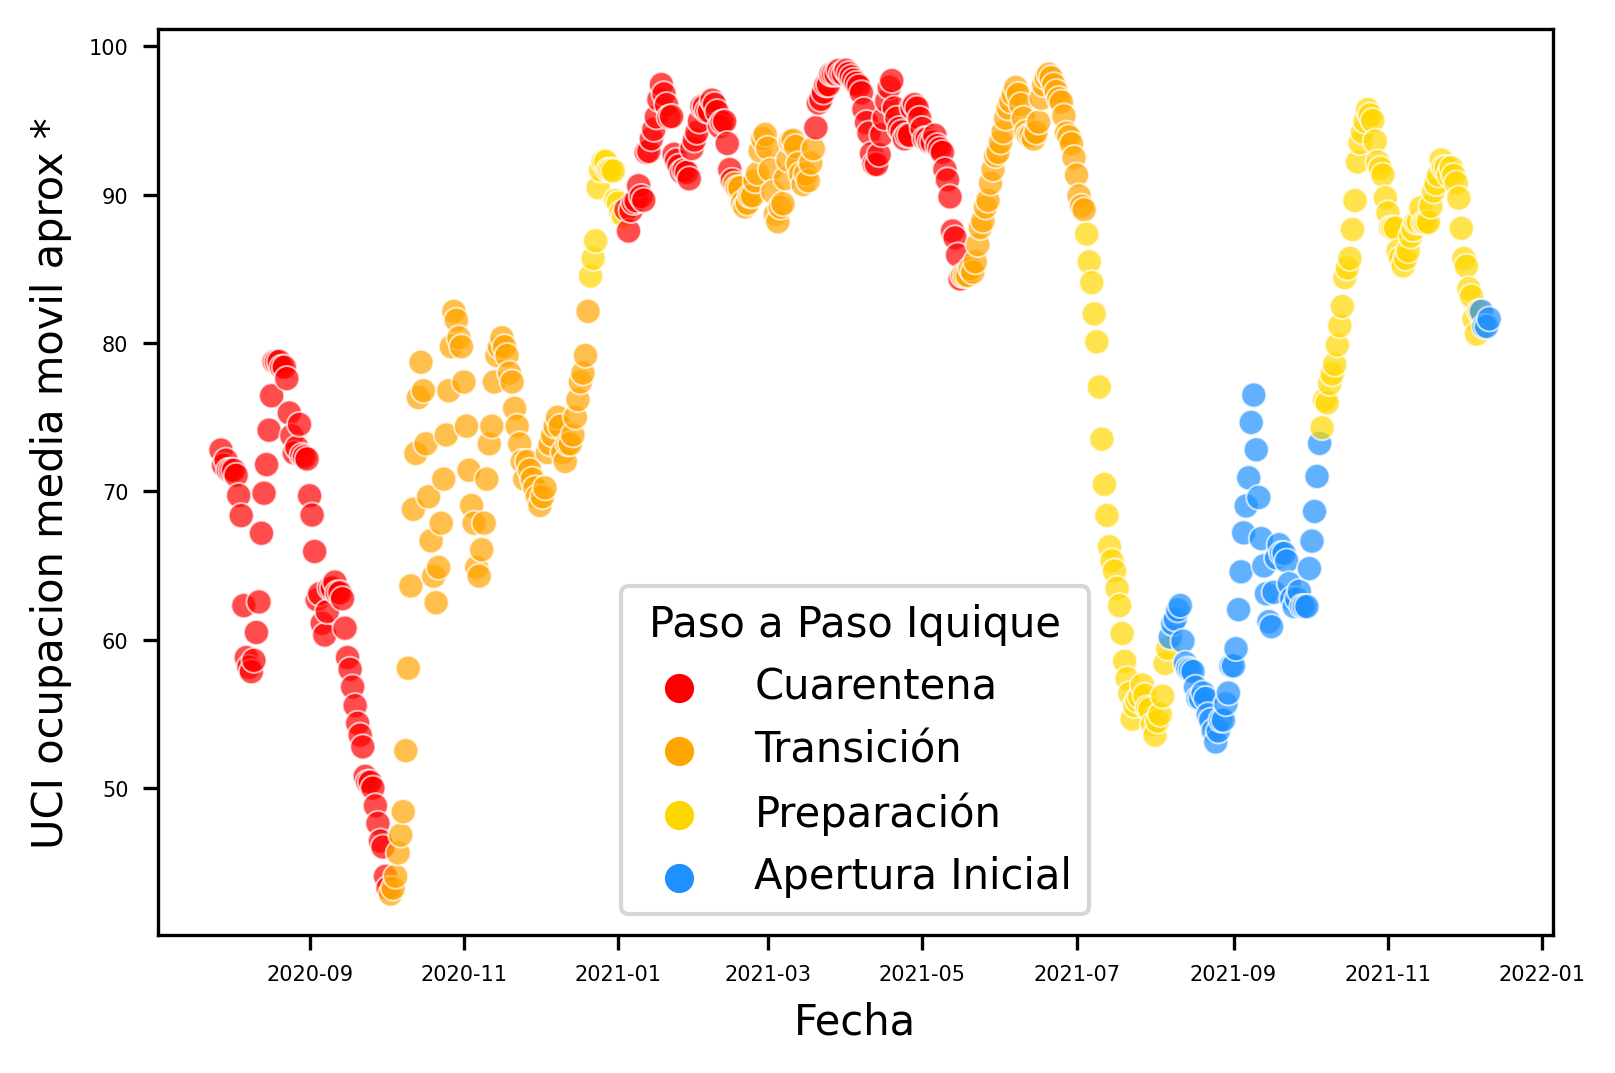 UCI ocupacion media movil aprox *
100
90
80
70
60
50
Paso a Paso Iquique
Cuarentena
Transición
Preparación
Apertura Inicial
2020-09 2020-11 2021-01 2021-03 2021-05 2021-07 2021-09 2021-11 2022-01
Fecha